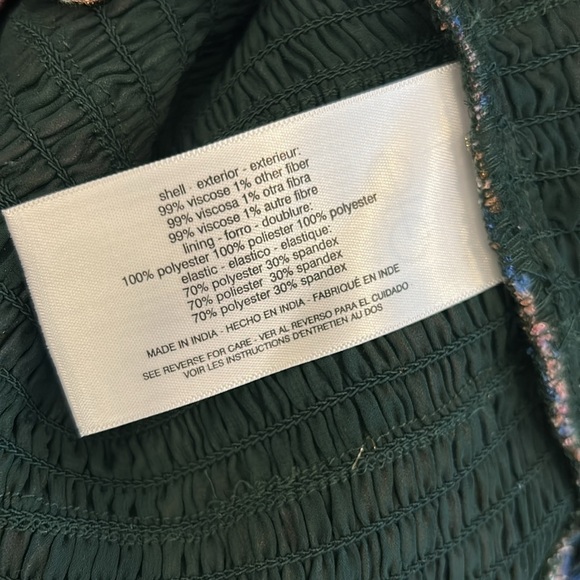 shell - exterior - exterieur:
99% viscose 1% other fiber
99% viscosa 1% otra fibra
99% viscose 1% autre fibre
lining - forro - doublure:
100% polyester 100% poliester 100% polyester
elastic - elastico - elastique:
70% polyester 30% spandex
70% poliester 30% spandex
70% polyester 30% spandex
MADE IN INDIA - HECHO EN INDIA - FABRIQUÉ EN INDE
SEE REVERSE FOR CARE - VER AL REVERSO PARA EL CUIDADO
VOIR LES INSTRUCTIONS D'ENTRETIEN AU DOS